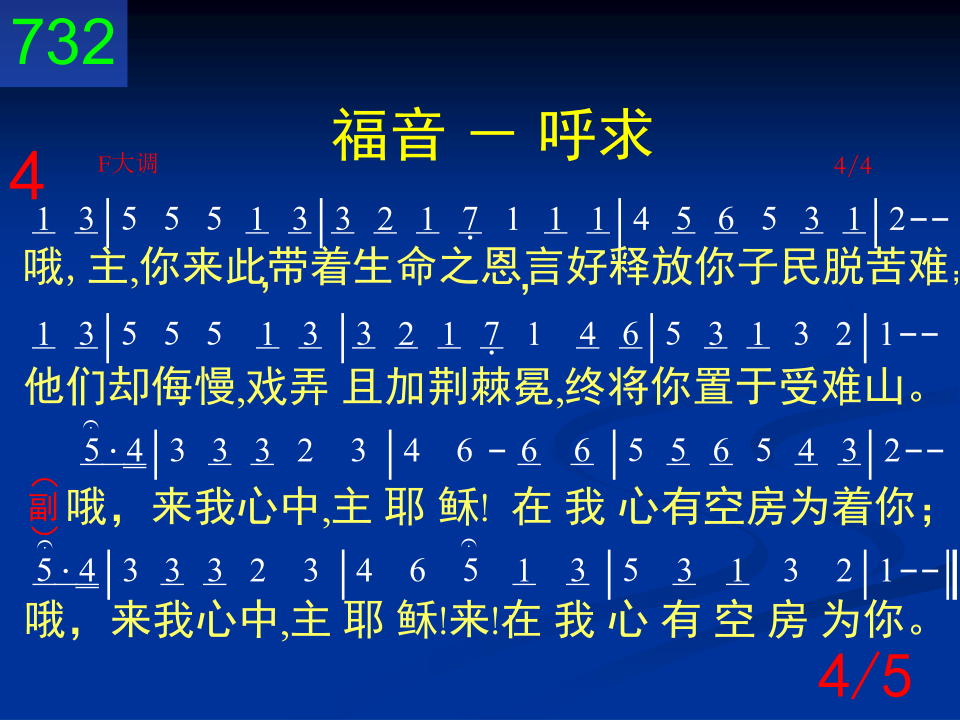 732
福音 － 呼求
4 F大调 4/4
1 3|5 5 5 1 3|3 2 1 7 1 1 1|4 5 6 5 3 1|2--
哦, 主,你来此,带着生命之恩,言好释放你子民脱苦难;
1 3|5 5 5 1 3|3 2 1 7 1 4 6|5 3 1 3 2|1--
他们却侮慢,戏弄 且加荆棘冕,终将你置于受难山。
5·4|3 3 3 2 3|4 6 - 6 6|5 5 6 5 4 3|2--
（副） 哦，来我心中,主 耶 稣! 在 我 心有空房为着你；
5·4|3 3 3 2 3|4 6 5 1 3|5 3 1 3 2|1--‖
哦，来我心中,主 耶 稣!来!在 我 心 有 空 房 为你。
4/5